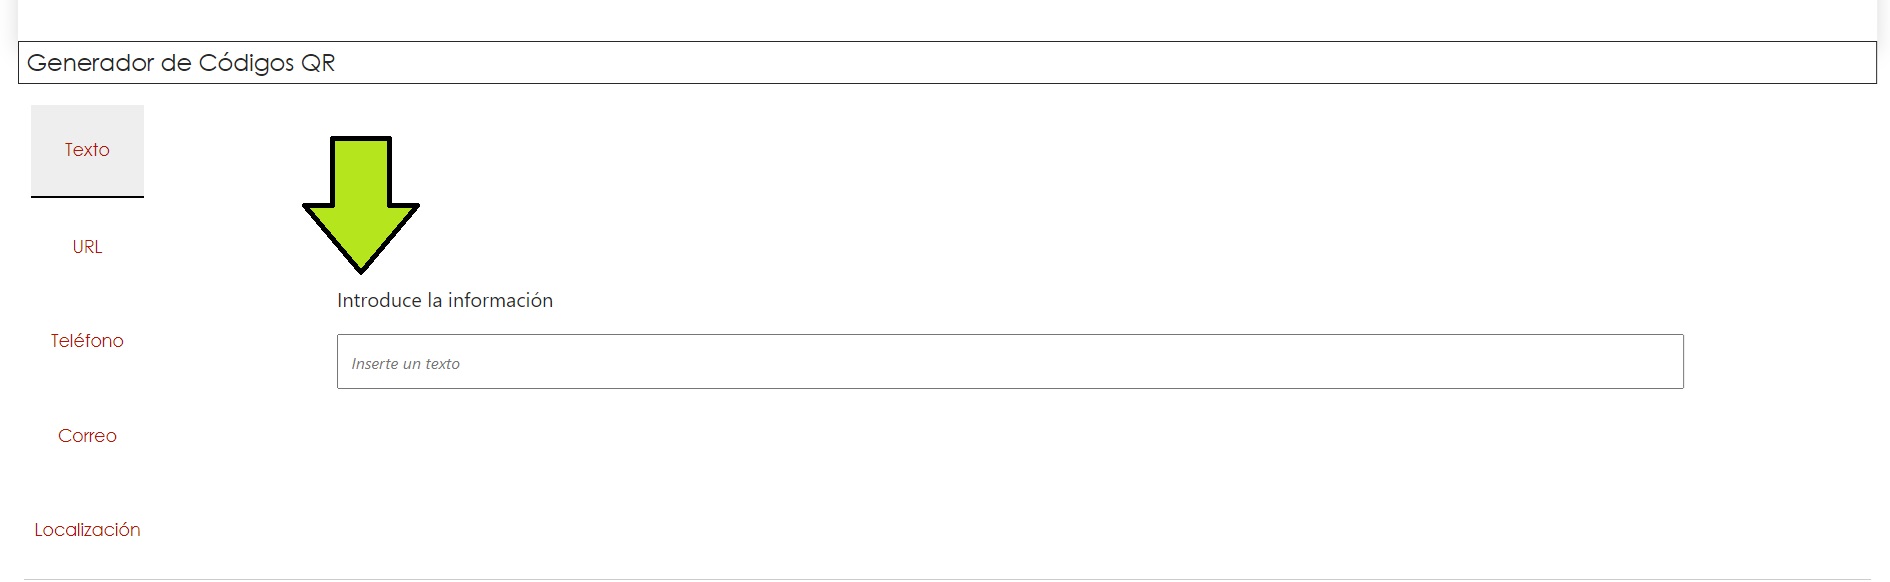 Generador de Códigos QR
Texto
URL
Teléfono
Correo
Localización
Introduce la información
Inserte un texto